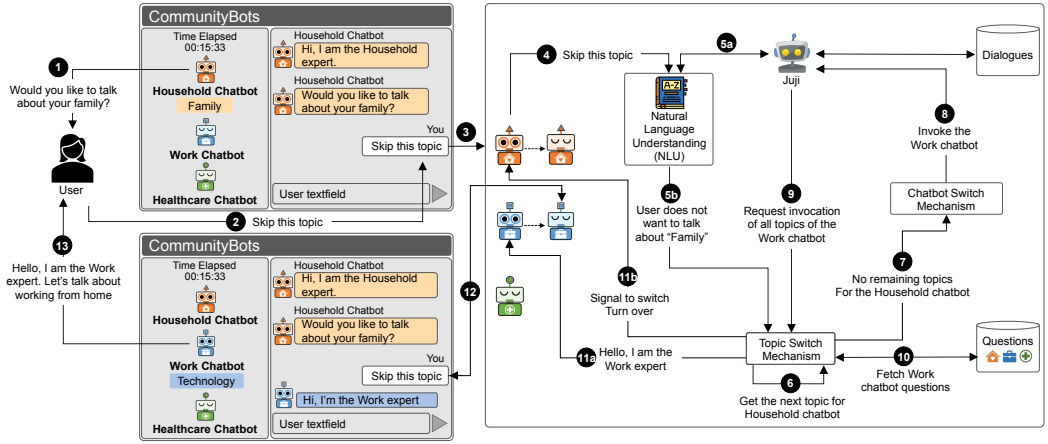 CommunityBots
Time Elapsed
00:15:33
Household Chatbot
Family
Work Chatbot
Healthcare Chatbot
Household Chatbot
Hi, I am the Household
expert.
Household Chatbot
Would you like to talk
about your family?
You
Skip this topic
User textfield
1
Would you like to talk
about your family?
User
2
Skip this topic
3
13
Hello, I am the Work
expert. Let's talk about
working from home
CommunityBots
Time Elapsed
00:15:33
Household Chatbot
Work Chatbot
Technology
Healthcare Chatbot
Household Chatbot
Hi, I am the Household
expert.
Household Chatbot
Would you like to talk
about your family?
You
Skip this topic
Hi, I'm the Work expert
User textfield
12
4
Skip this topic
5a
A-Z
Natural
Language
Understanding
(NLU)
Juji
Dialogues
5b
User does not
want to talk
about “Family”
9
Request invocation
of all topics of the
Work chatbot
8
Invoke the
Work chatbot
Chatbot Switch
Mechanism
7
No remaining topics
For the Household chatbot
11b
Signal to switch
Turn over
11a
Hello, I am the
Work expert
Topic Switch
Mechanism
6
Get the next topic for
Household chatbot
10
Fetch Work
chatbot questions
Questions